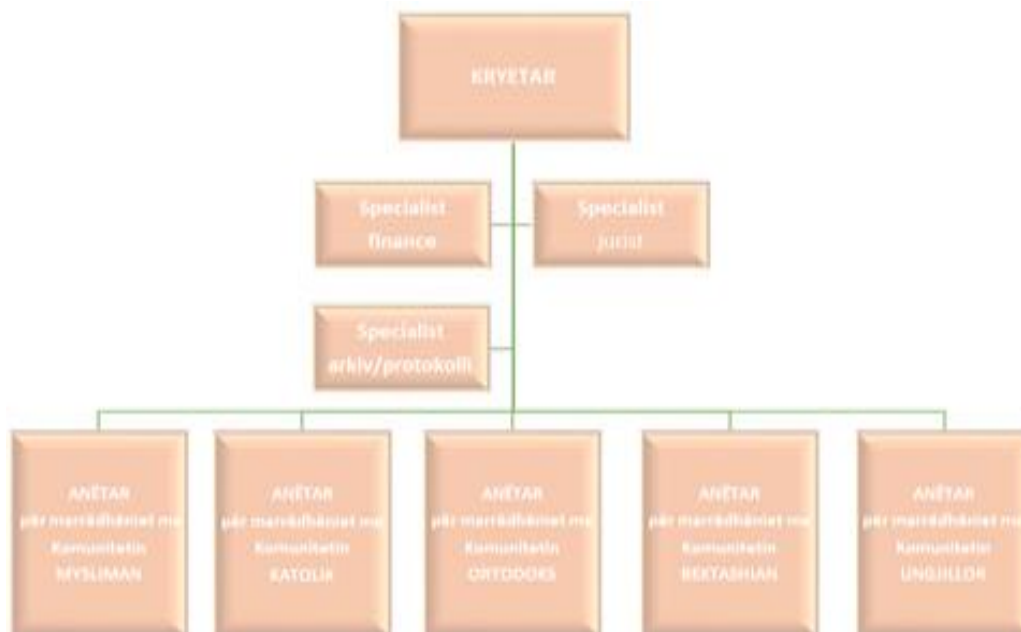 KRYETAR
Specialist
finance
Specialist
jurist
Specialist
arkiv/protokolli
ANËTAR
për marrëdhëniet me
Komunitetin
MYSLIMAN
ANËTAR
për marrëdhëniet me
Komunitetin
KATOLIK
ANËTAR
për marrëdhëniet me
Komunitetin
ORTODOKS
ANËTAR
për marrëdhëniet me
Komunitetin
BEKTASHIAN
ANËTAR
për marrëdhëniet me
Komunitetin
UNGJILLOR